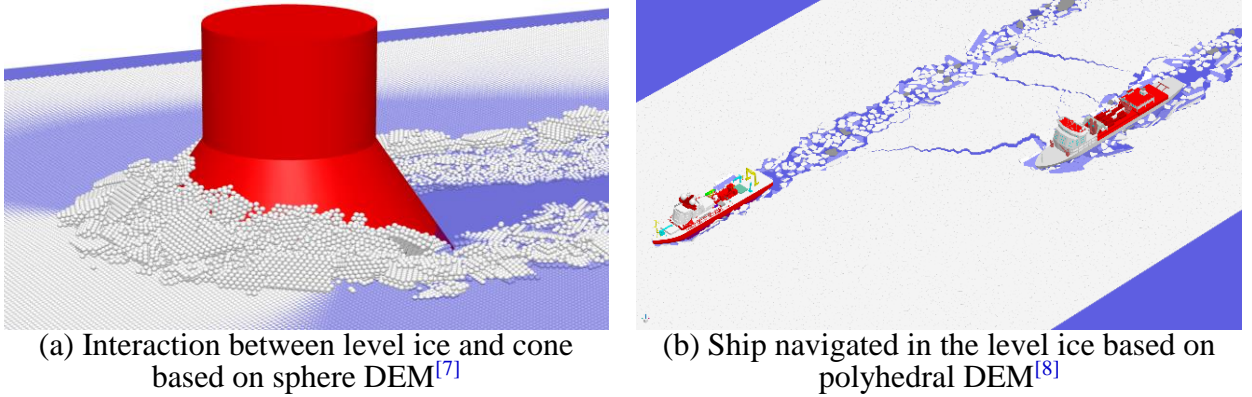 (a) Interaction between level ice and cone
based on sphere DEM[7]
(b) Ship navigated in the level ice based on
polyhedral DEM[8]